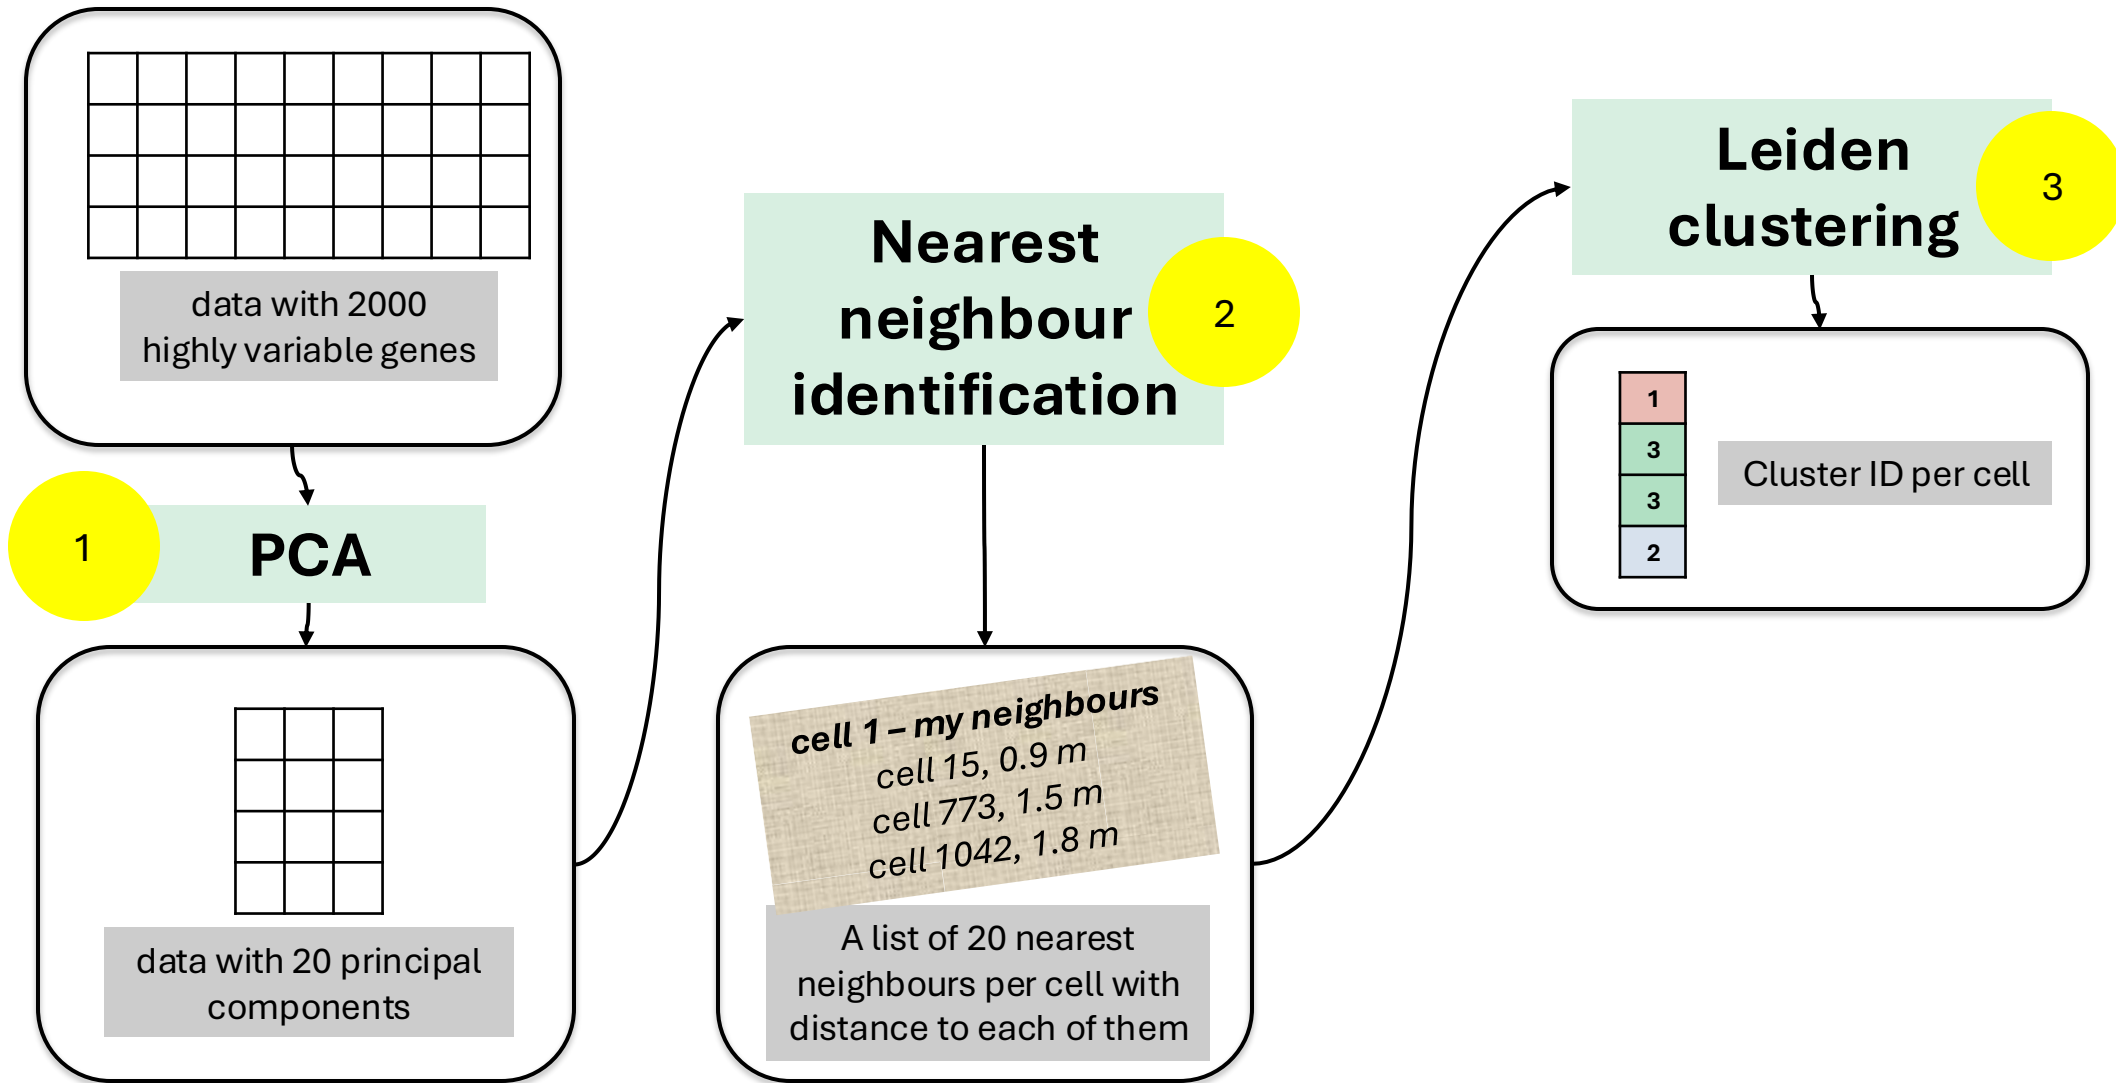 data with 2000
highly variable genes
1
PCA
data with 20 principal
components
Nearest
neighbour
identification
2
cell 1 – my neighbours
cell 15, 0.9 m
cell 773, 1.5 m
cell 1042, 1.8 m
A list of 20 nearest
neighbours per cell with
distance to each of them
Leiden
clustering
3
1
3
3
2
Cluster ID per cell